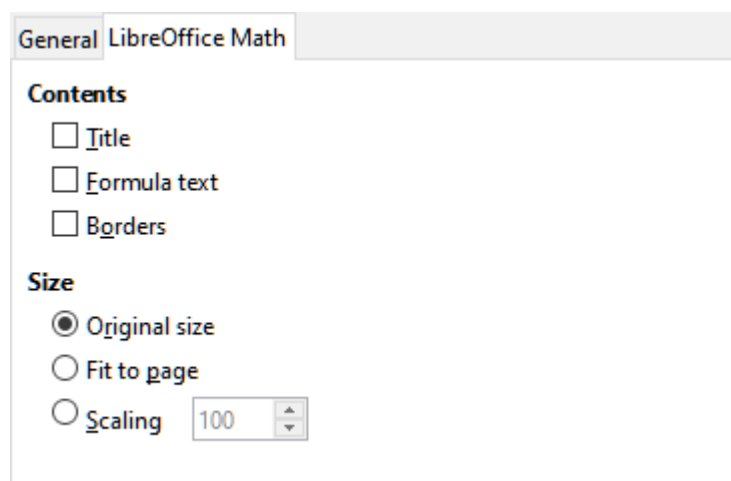 General LibreOffice Math
Contents
Title
Formula text
Borders
Size
Original size
Fit to page
Scaling 100